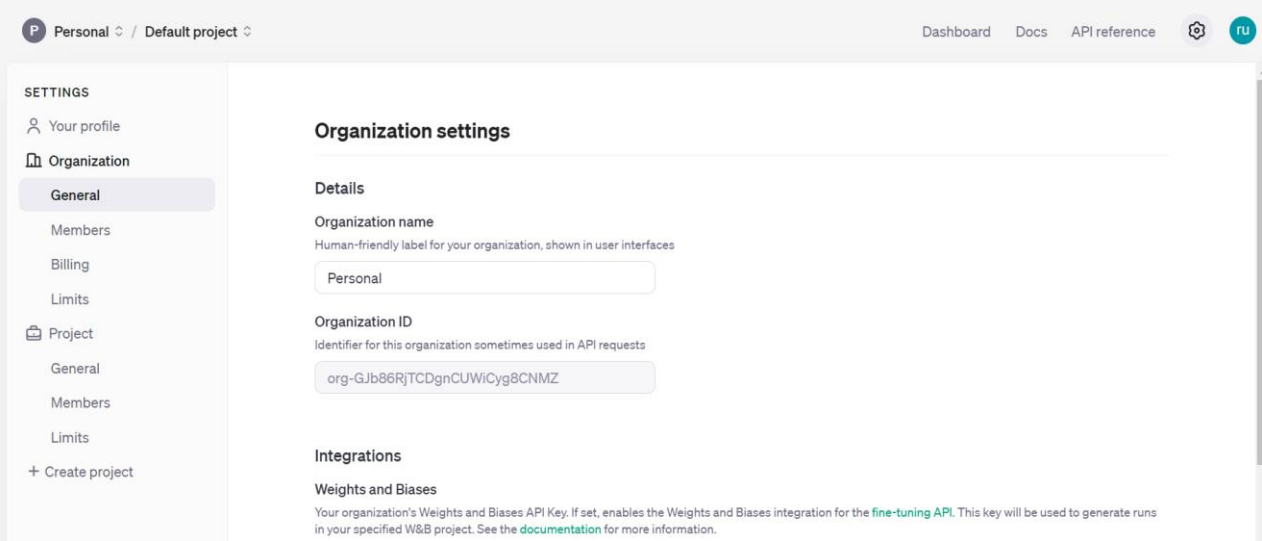 P Personal / Default project
Dashboard Docs API reference ru
SETTINGS
Your profile
Organization
General
Members
Billing
Limits
Project
General
Members
Limits
+ Create project
Organization settings
Details
Organization name
Human-friendly label for your organization, shown in user interfaces
Personal
Organization ID
Identifier for this organization sometimes used in API requests
org-GJb86RjTCDgnCUWiCyg8CNMZ
Integrations
Weights and Biases
Your organization's Weights and Biases API Key. If set, enables the Weights and Biases integration for the fine-tuning API. This key will be used to generate runs
in your specified W&B project. See the documentation for more information.